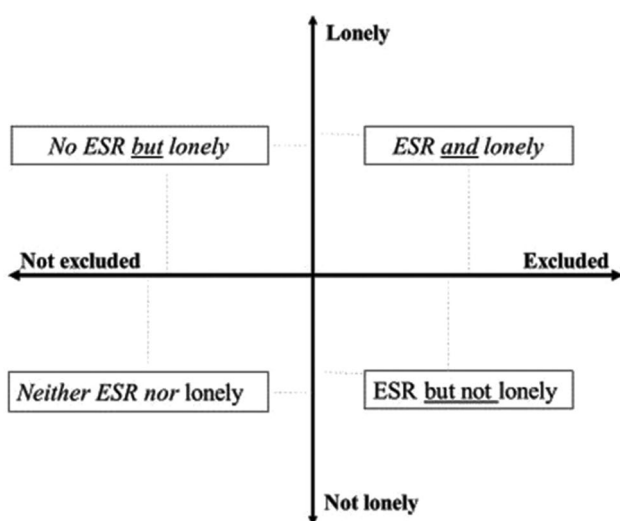 Lonely
No ESR but lonely
ESR and lonely
Not excluded
Excluded
Neither ESR nor lonely
ESR but not lonely
Not lonely